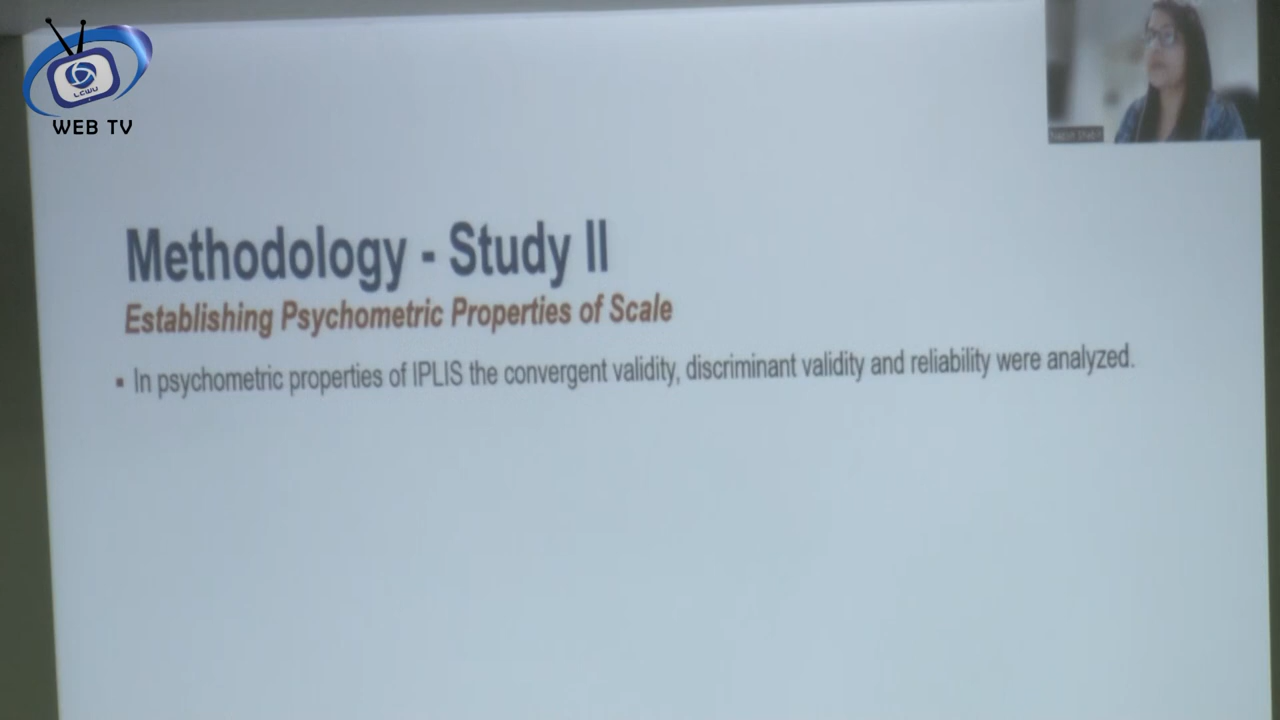 LCWU
WEB TV
Methodology - Study II
Establishing Psychometric Properties of Scale
▪ In psychometric properties of IPLIS the convergent validity, discriminant validity and reliability were analyzed.